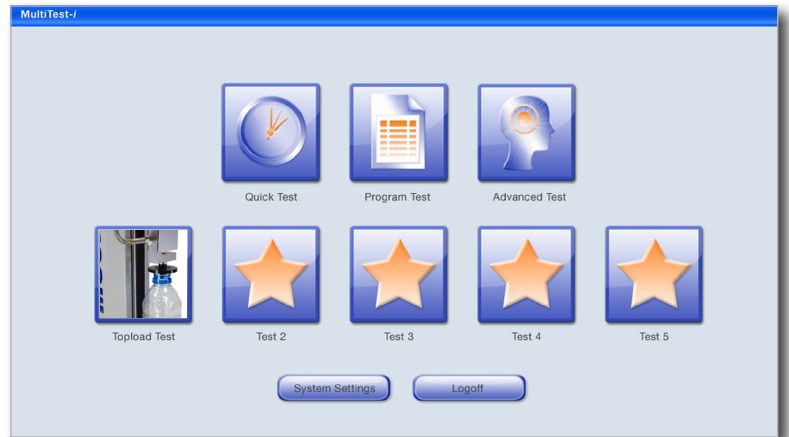 MultiTest-i
Quick Test
Program Test
Advanced Test
Topload Test
Test 2
Test 3
Test 4
Test 5
System Settings
Logoff